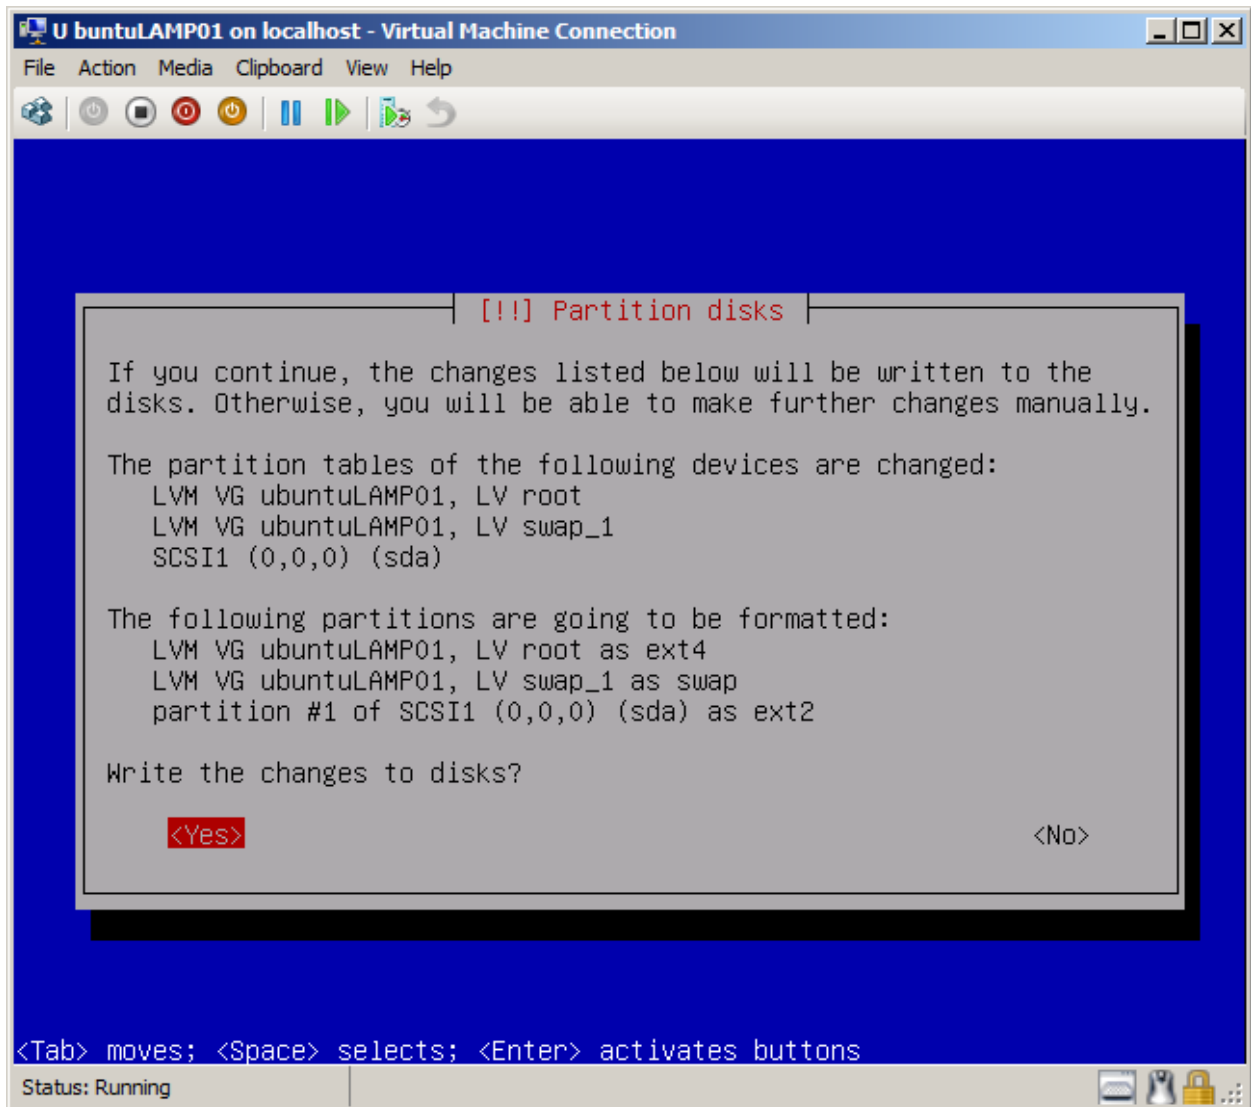 U buntuLAMP01 on localhost - Virtual Machine Connection
File Action Media Clipboard View Help
[!!] Partition disks
If you continue, the changes listed below will be written to the
disks. Otherwise, you will be able to make further changes manually.
The partition tables of the following devices are changed:
LVM VG ubuntuLAMP01, LV root
LVM VG ubuntuLAMP01, LV swap_1
SCSI1 (0,0,0) (sda)
The following partitions are going to be formatted:
LVM VG ubuntuLAMP01, LV root as ext4
LVM VG ubuntuLAMP01, LV swap_1 as swap
partition #1 of SCSI1 (0,0,0) (sda) as ext2
Write the changes to disks?
<Yes> <No>
<Tab> moves; <Space> selects; <Enter> activates buttons
Status: Running